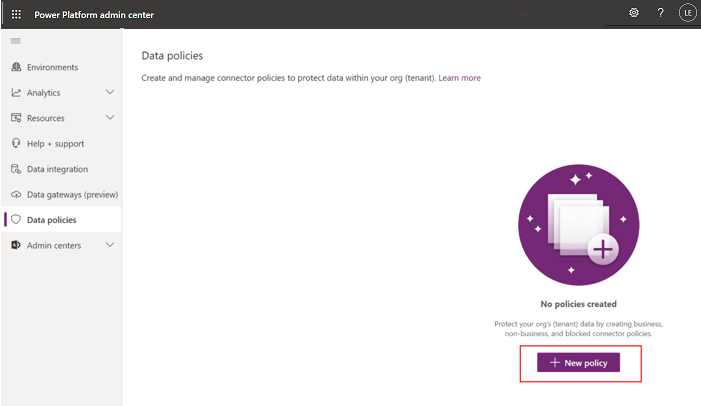 Power Platform admin center
?
LE
Environments
Analytics
Resources
Help + support
Data integration
Data gateways (preview)
Data policies
Admin centers
Data policies
Create and manage connector policies to protect data within your org (tenant). Learn more
No policies created
Protect your org's (tenant) data by creating business,
non-business, and blocked connector policies.
+ New policy